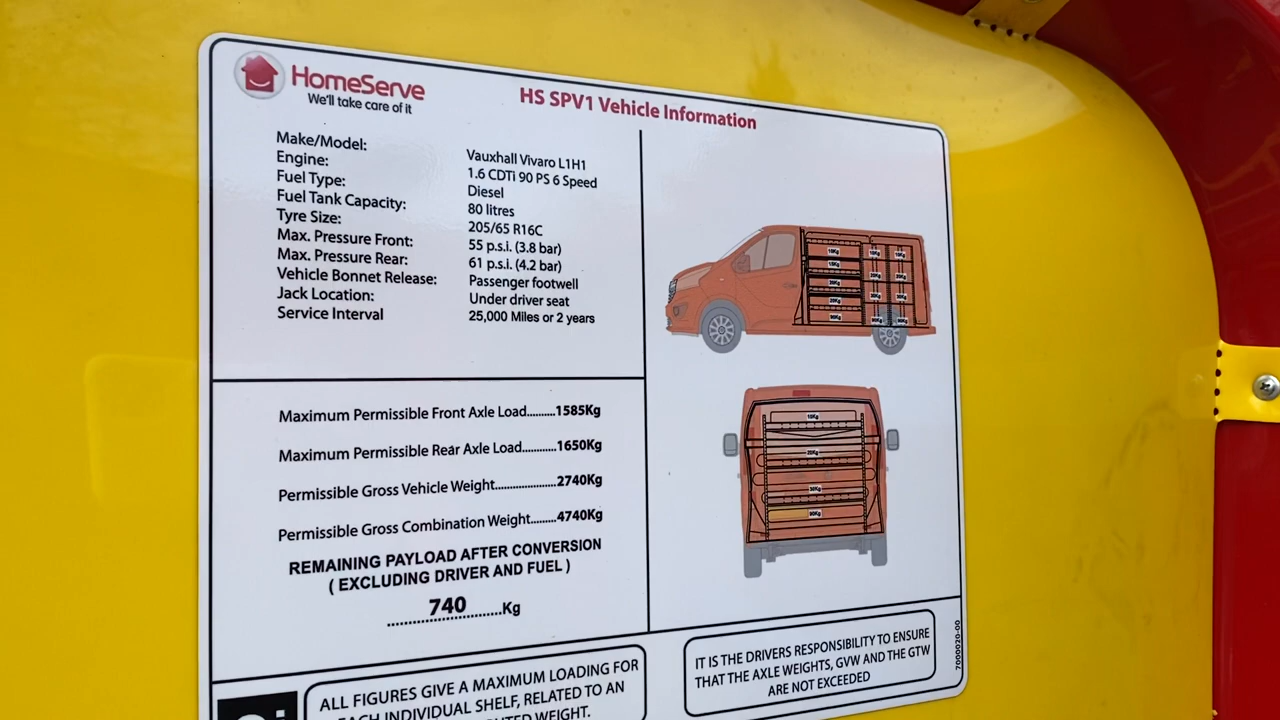 HomeServe
We'll take care of it
HS SPV1 Vehicle Information
Make/Model: Vauxhall Vivaro L1H1
Engine: 1.6 CDTi 90 PS 6 Speed
Fuel Type: Diesel
Fuel Tank Capacity: 80 litres
Tyre Size: 205/65 R16C
Max. Pressure Front: 55 p.s.i. (3.8 bar)
Max. Pressure Rear: 61 p.s.i. (4.2 bar)
Vehicle Bonnet Release: Passenger footwell
Jack Location: Under driver seat
Service Interval 25,000 Miles or 2 years
Maximum Permissible Front Axle Load..........1585Kg
Maximum Permissible Rear Axle Load............1650Kg
Permissible Gross Vehicle Weight.....................2740Kg
Permissible Gross Combination Weight.........4740Kg
REMAINING PAYLOAD AFTER CONVERSION
( EXCLUDING DRIVER AND FUEL )
740 Kg
ALL FIGURES GIVE A MAXIMUM LOADING FOR
EACH INDIVIDUAL SHELF, RELATED TO AN
WEIGHT.
IT IS THE DRIVERS RESPONSIBILITY TO ENSURE
THAT THE AXLE WEIGHTS, GVW AND THE GTW
ARE NOT EXCEEDED
7000020-00